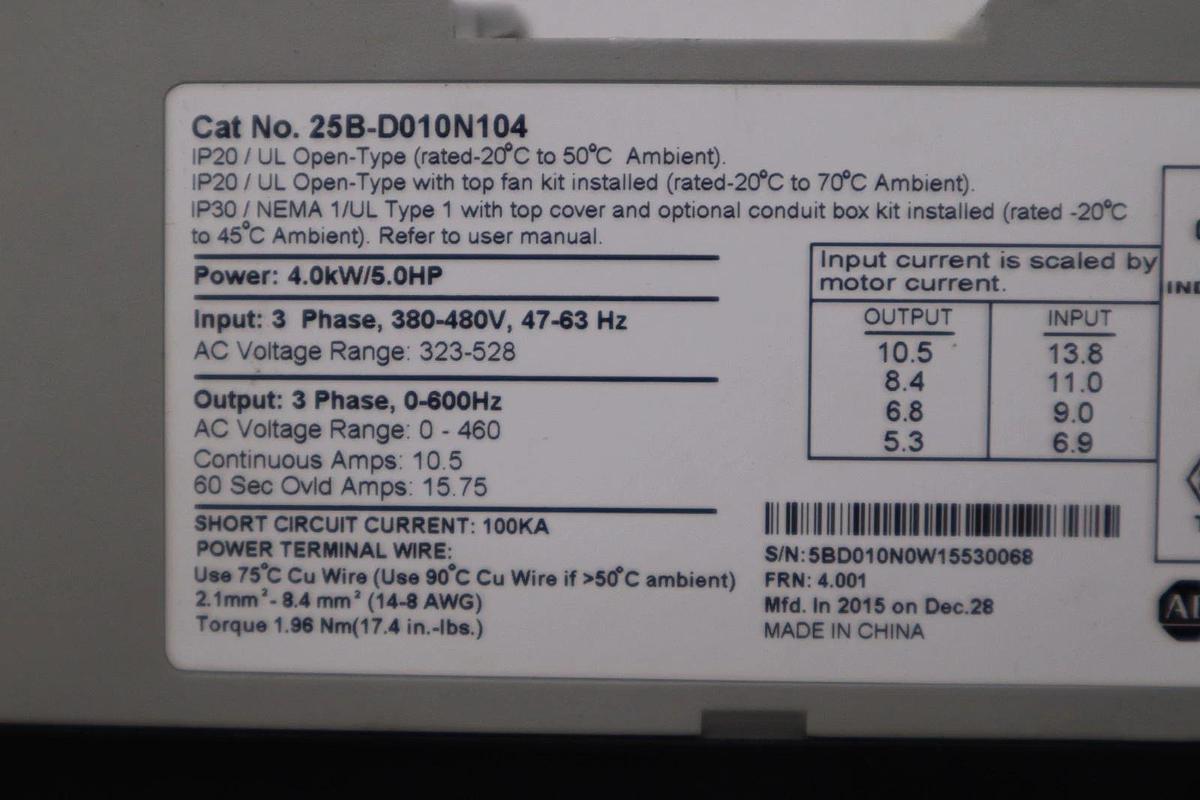 Cat No. 25B-D010N104
IP20 / UL Open-Type (rated-20°C to 50°C Ambient).
IP20 / UL Open-Type with top fan kit installed (rated-20°C to 70°C Ambient).
IP30 / NEMA 1/UL Type 1 with top cover and optional conduit box kit installed (rated -20°C
to 45°C Ambient). Refer to user manual.
Power: 4.0kW/5.0HP
Input: 3 Phase, 380-480V, 47-63 Hz
AC Voltage Range: 323-528
Output: 3 Phase, 0-600Hz
AC Voltage Range: 0 - 460
Continuous Amps: 10.5
60 Sec Ovld Amps: 15.75
SHORT CIRCUIT CURRENT: 100KA
POWER TERMINAL WIRE:
Use 75°C Cu Wire (Use 90°C Cu Wire if >50°C ambient)
2.1mm²- 8.4 mm² (14-8 AWG)
Torque 1.96 Nm(17.4 in.-lbs.)
Input current is scaled by
motor current.
OUTPUT INPUT
10.5 13.8
8.4 11.0
6.8 9.0
5.3 6.9
S/N:5BD010N0W15530068
FRN: 4.001
Mfd. In 2015 on Dec.28
MADE IN CHINA